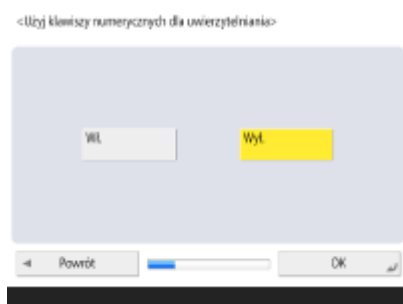 <Użyj klawiszy numerycznych dla uwierzytelniania>
Wł.
Wył.
Powrót
OK